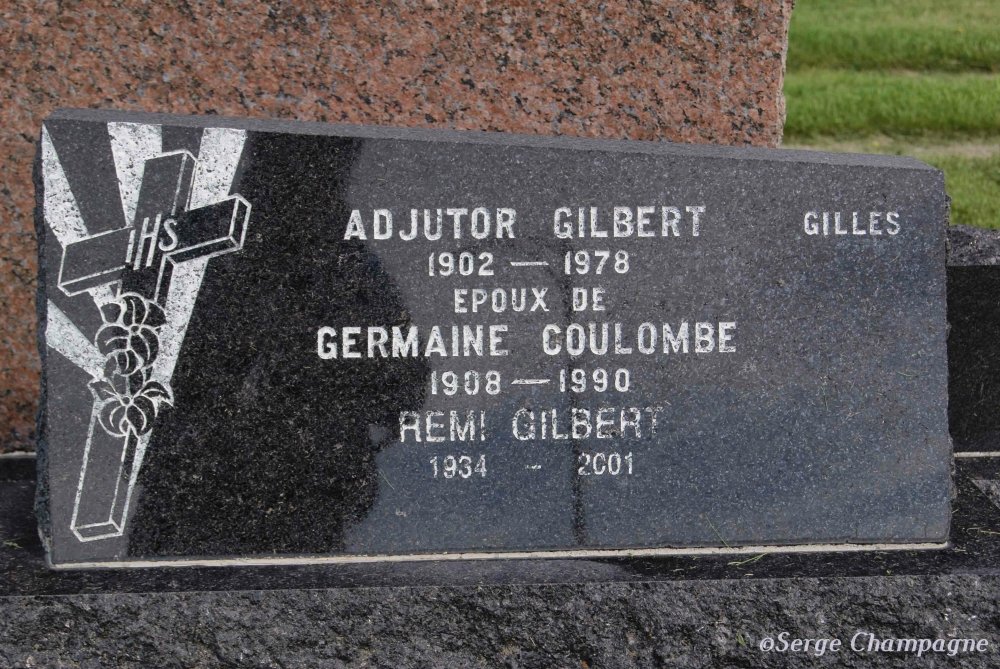 IHS
ADJUTOR GILBERT GILLES
1902 — 1978
EPOUX DE
GERMAINE COULOMBE
1908 — 1990
REMI GILBERT
1934 - 2001
©Serge Champagne